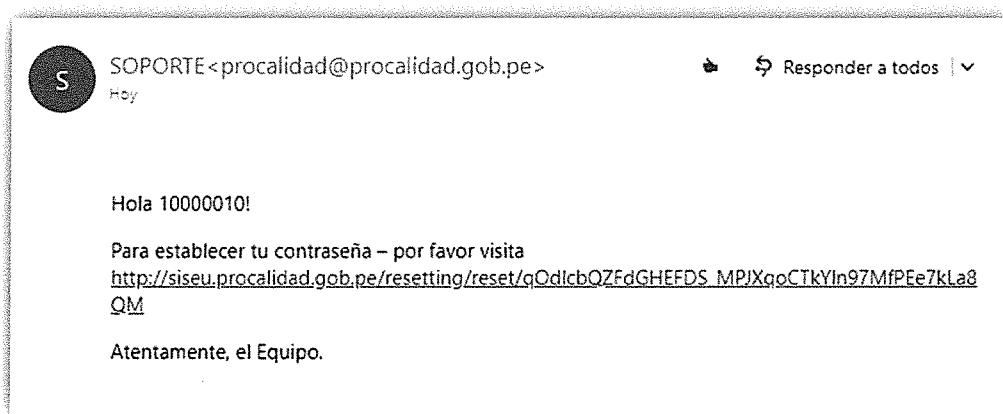 S
SOPORTE<procalidad@procalidad.gob.pe>
Responder a todos
Hoy
Hola 10000010!
Para establecer tu contraseña – por favor visita
http://siseu.procalidad.gob.pe/resetting/reset/qOdlcbQZFdGHEFDS_MPJXqoCTkYln97MfPEe7kLa8
QM
Atentamente, el Equipo.